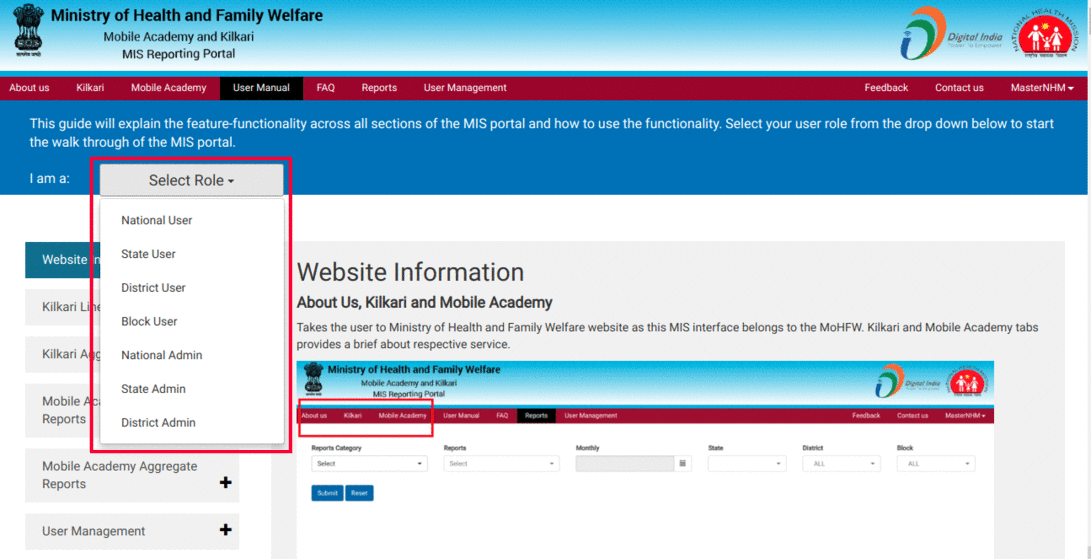 Ministry of Health and Family Welfare
Mobile Academy and Kilkari
MIS Reporting Portal
Digital India
Power To Empower
NATIONAL HEALTH MISSION
About us Kilkari Mobile Academy User Manual FAQ Reports User Management Feedback Contact us MasterNHM
This guide will explain the feature-functionality across all sections of the MIS portal and how to use the functionality. Select your user role from the drop down below to start
the walk through of the MIS portal.
I am a: Select Role
National User
State User
District User
Block User
National Admin
State Admin
District Admin
Website In
Kilkari Line
Kilkari Agg
Mobile Ac
Reports
Mobile Academy Aggregate
Reports +
User Management +
Website Information
About Us, Kilkari and Mobile Academy
Takes the user to Ministry of Health and Family Welfare website as this MIS interface belongs to the MoHFW. Kilkari and Mobile Academy tabs
provides a brief about respective service.
Ministry of Health and Family Welfare
Mobile Academy and Kilkari
MIS Reporting Portal
Digital India
About us Kilkari Mobile Academy User Manual FAQ Reports User Management Feedback Contact us MasterNHM
Reports Category Reports Monthly State District Block
Select Select ALL ALL
Submit Reset